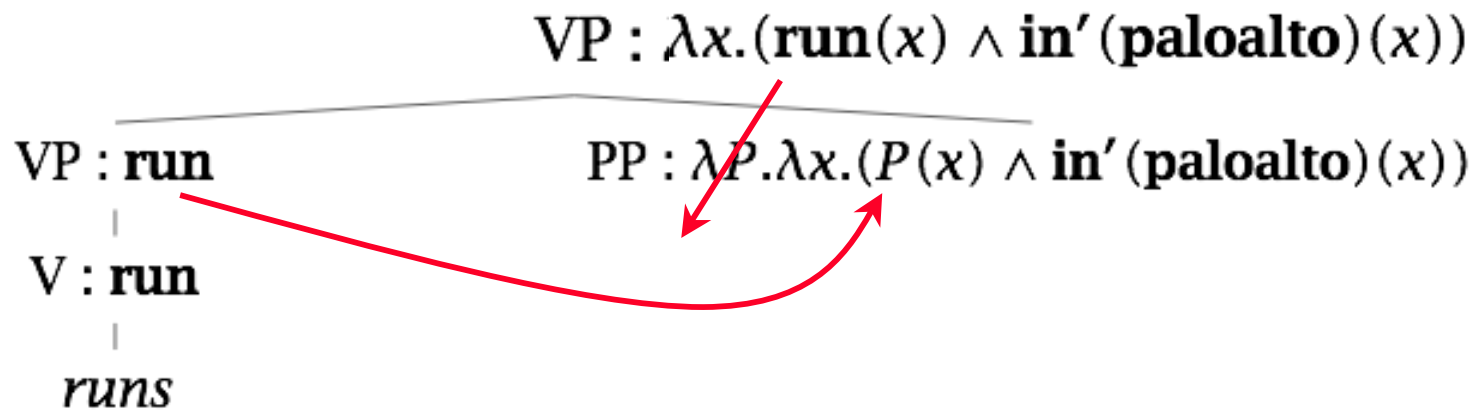 VP : λx.(run(x) ∧ in′(paloalto)(x))
VP : run PP : λP.λx.(P(x) ∧ in′(paloalto)(x))
V : run
runs